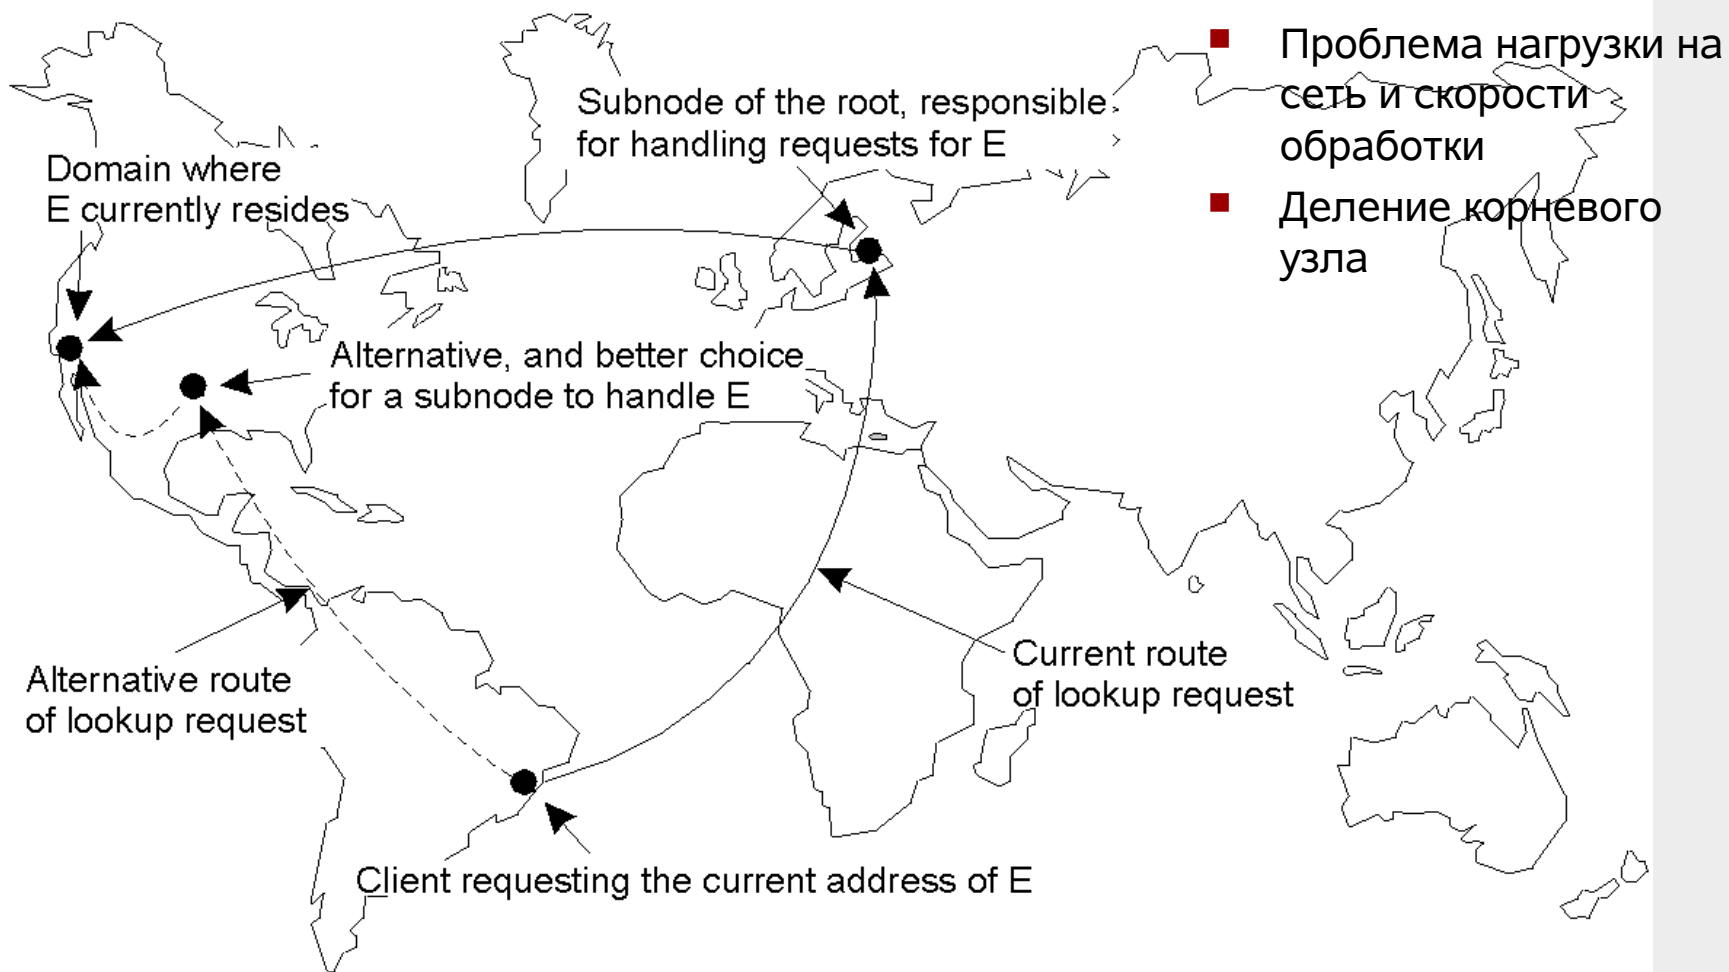 Проблема нагрузки на
сеть и скорости
обработки
Деление корневого
узла
Subnode of the root, responsible
for handling requests for E
Domain where
E currently resides
Alternative, and better choice
for a subnode to handle E
Alternative route
of lookup request
Current route
of lookup request
Client requesting the current address of E